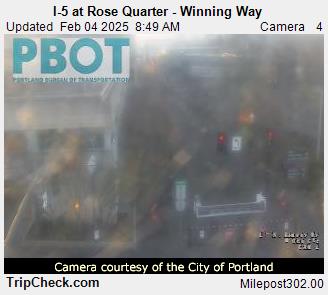 I-5 at Rose Quarter - Winning Way
Updated Feb 04 2025 8:49 AM Camera 4
PBOT
PORTLAND BUREAU OF TRANSPORTATION
Camera courtesy of the City of Portland
TripCheck.com Milepost302.00